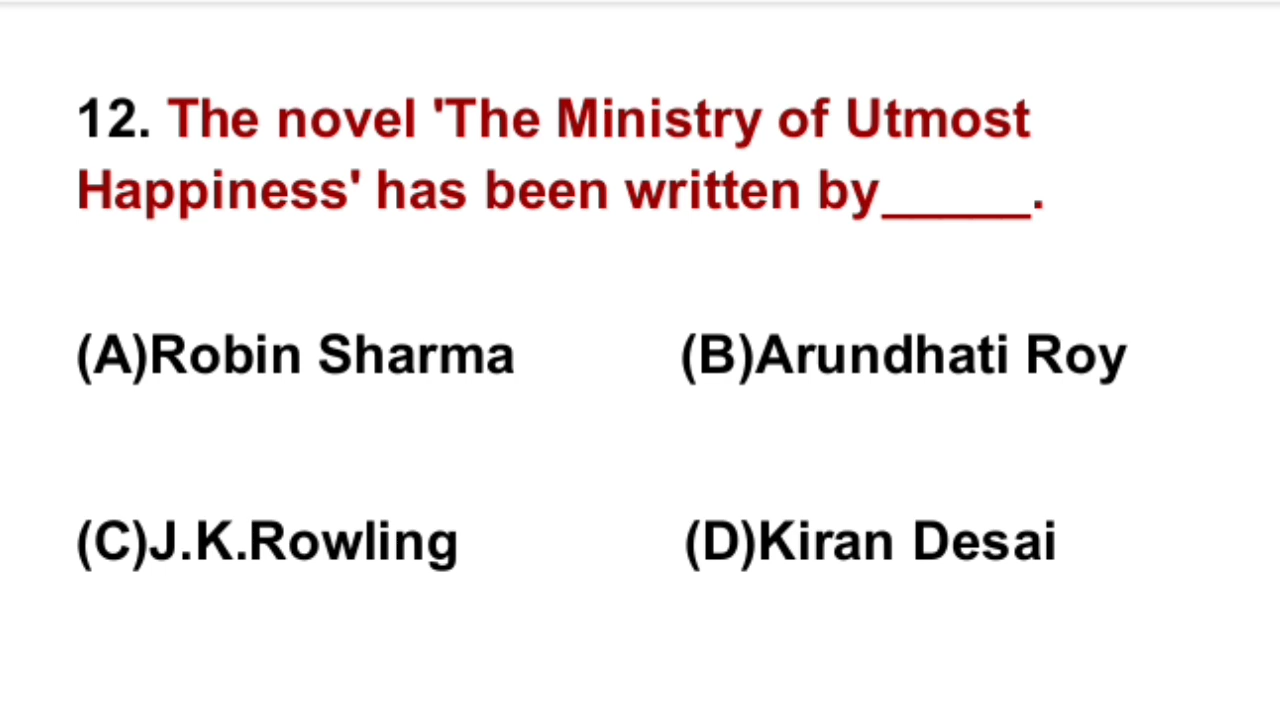 12. The novel 'The Ministry of Utmost
Happiness' has been written by_____.
(A)Robin Sharma (B)Arundhati Roy
(C)J.K.Rowling (D)Kiran Desai